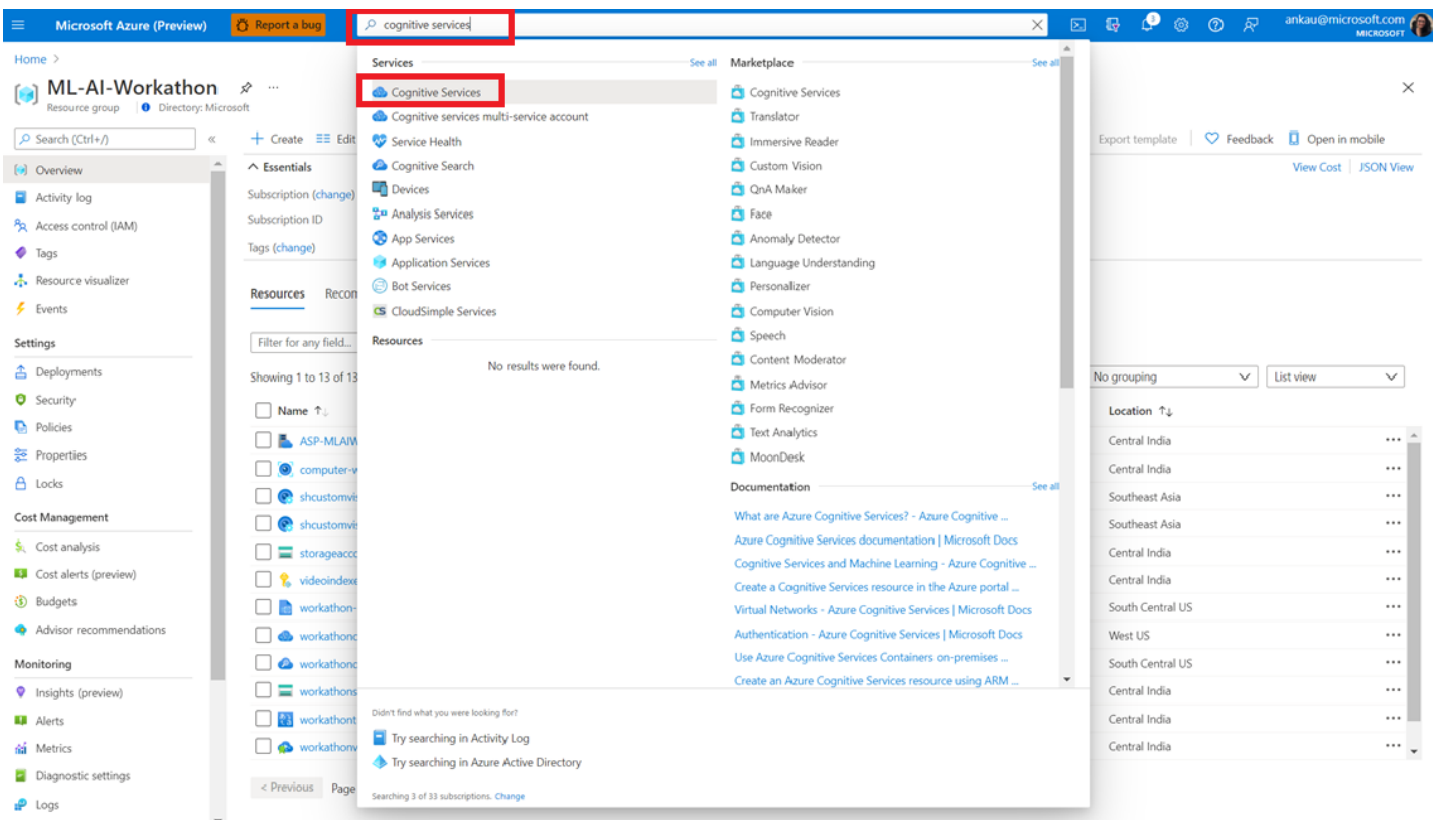 Microsoft Azure (Preview)
Report a bug
cognitive services
ankau@microsoft.com
MICROSOFT
Home >
ML-AI-Workathon
Resource group
Directory: Microsoft
Search (Ctrl+/)
Overview
Activity log
Access control (IAM)
Tags
Resource visualizer
Events
Settings
Deployments
Security
Policies
Properties
Locks
Cost Management
Cost analysis
Cost alerts (preview)
Budgets
Advisor recommendations
Monitoring
Insights (preview)
Alerts
Metrics
Diagnostic settings
Logs
Create
Edit
Essentials
Subscription (change)
Subscription ID
Tags (change)
Resources
Recom
Filter for any field...
Showing 1 to 13 of 13
Name
ASP-MLAIW
computer-v
shcustomvis
shcustomvis
storageacco
videoindexe
workathon-
workathonc
workathonc
workathons
workathont
workathonv
< Previous
Page
Services
See all
Cognitive Services
Cognitive services multi-service account
Service Health
Cognitive Search
Devices
Analysis Services
App Services
Application Services
Bot Services
CloudSimple Services
Resources
No results were found.
Marketplace
See all
Cognitive Services
Translator
Immersive Reader
Custom Vision
QnA Maker
Face
Anomaly Detector
Language Understanding
Personalizer
Computer Vision
Speech
Content Moderator
Metrics Advisor
Form Recognizer
Text Analytics
MoonDesk
Documentation
See all
What are Azure Cognitive Services? - Azure Cognitive ...
Azure Cognitive Services documentation | Microsoft Docs
Cognitive Services and Machine Learning - Azure Cognitive ...
Create a Cognitive Services resource in the Azure portal ...
Virtual Networks - Azure Cognitive Services | Microsoft Docs
Authentication - Azure Cognitive Services | Microsoft Docs
Use Azure Cognitive Services Containers on-premises ...
Create an Azure Cognitive Services resource using ARM ...
Didn't find what you were looking for?
Try searching in Activity Log
Try searching in Azure Active Directory
Searching 3 of 33 subscriptions. Change
Export template
Feedback
Open in mobile
View Cost
JSON View
No grouping
List view
Location
Central India
Central India
Southeast Asia
Southeast Asia
Central India
Central India
South Central US
West US
South Central US
Central India
Central India
Central India